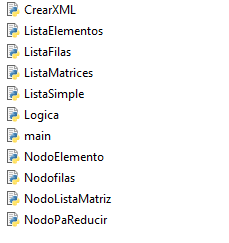 CrearXML
ListaElementos
ListaFilas
ListaMatrices
ListaSimple
Logica
main
NodoElemento
Nodofilas
NodoListaMatriz
NodoPaReducir